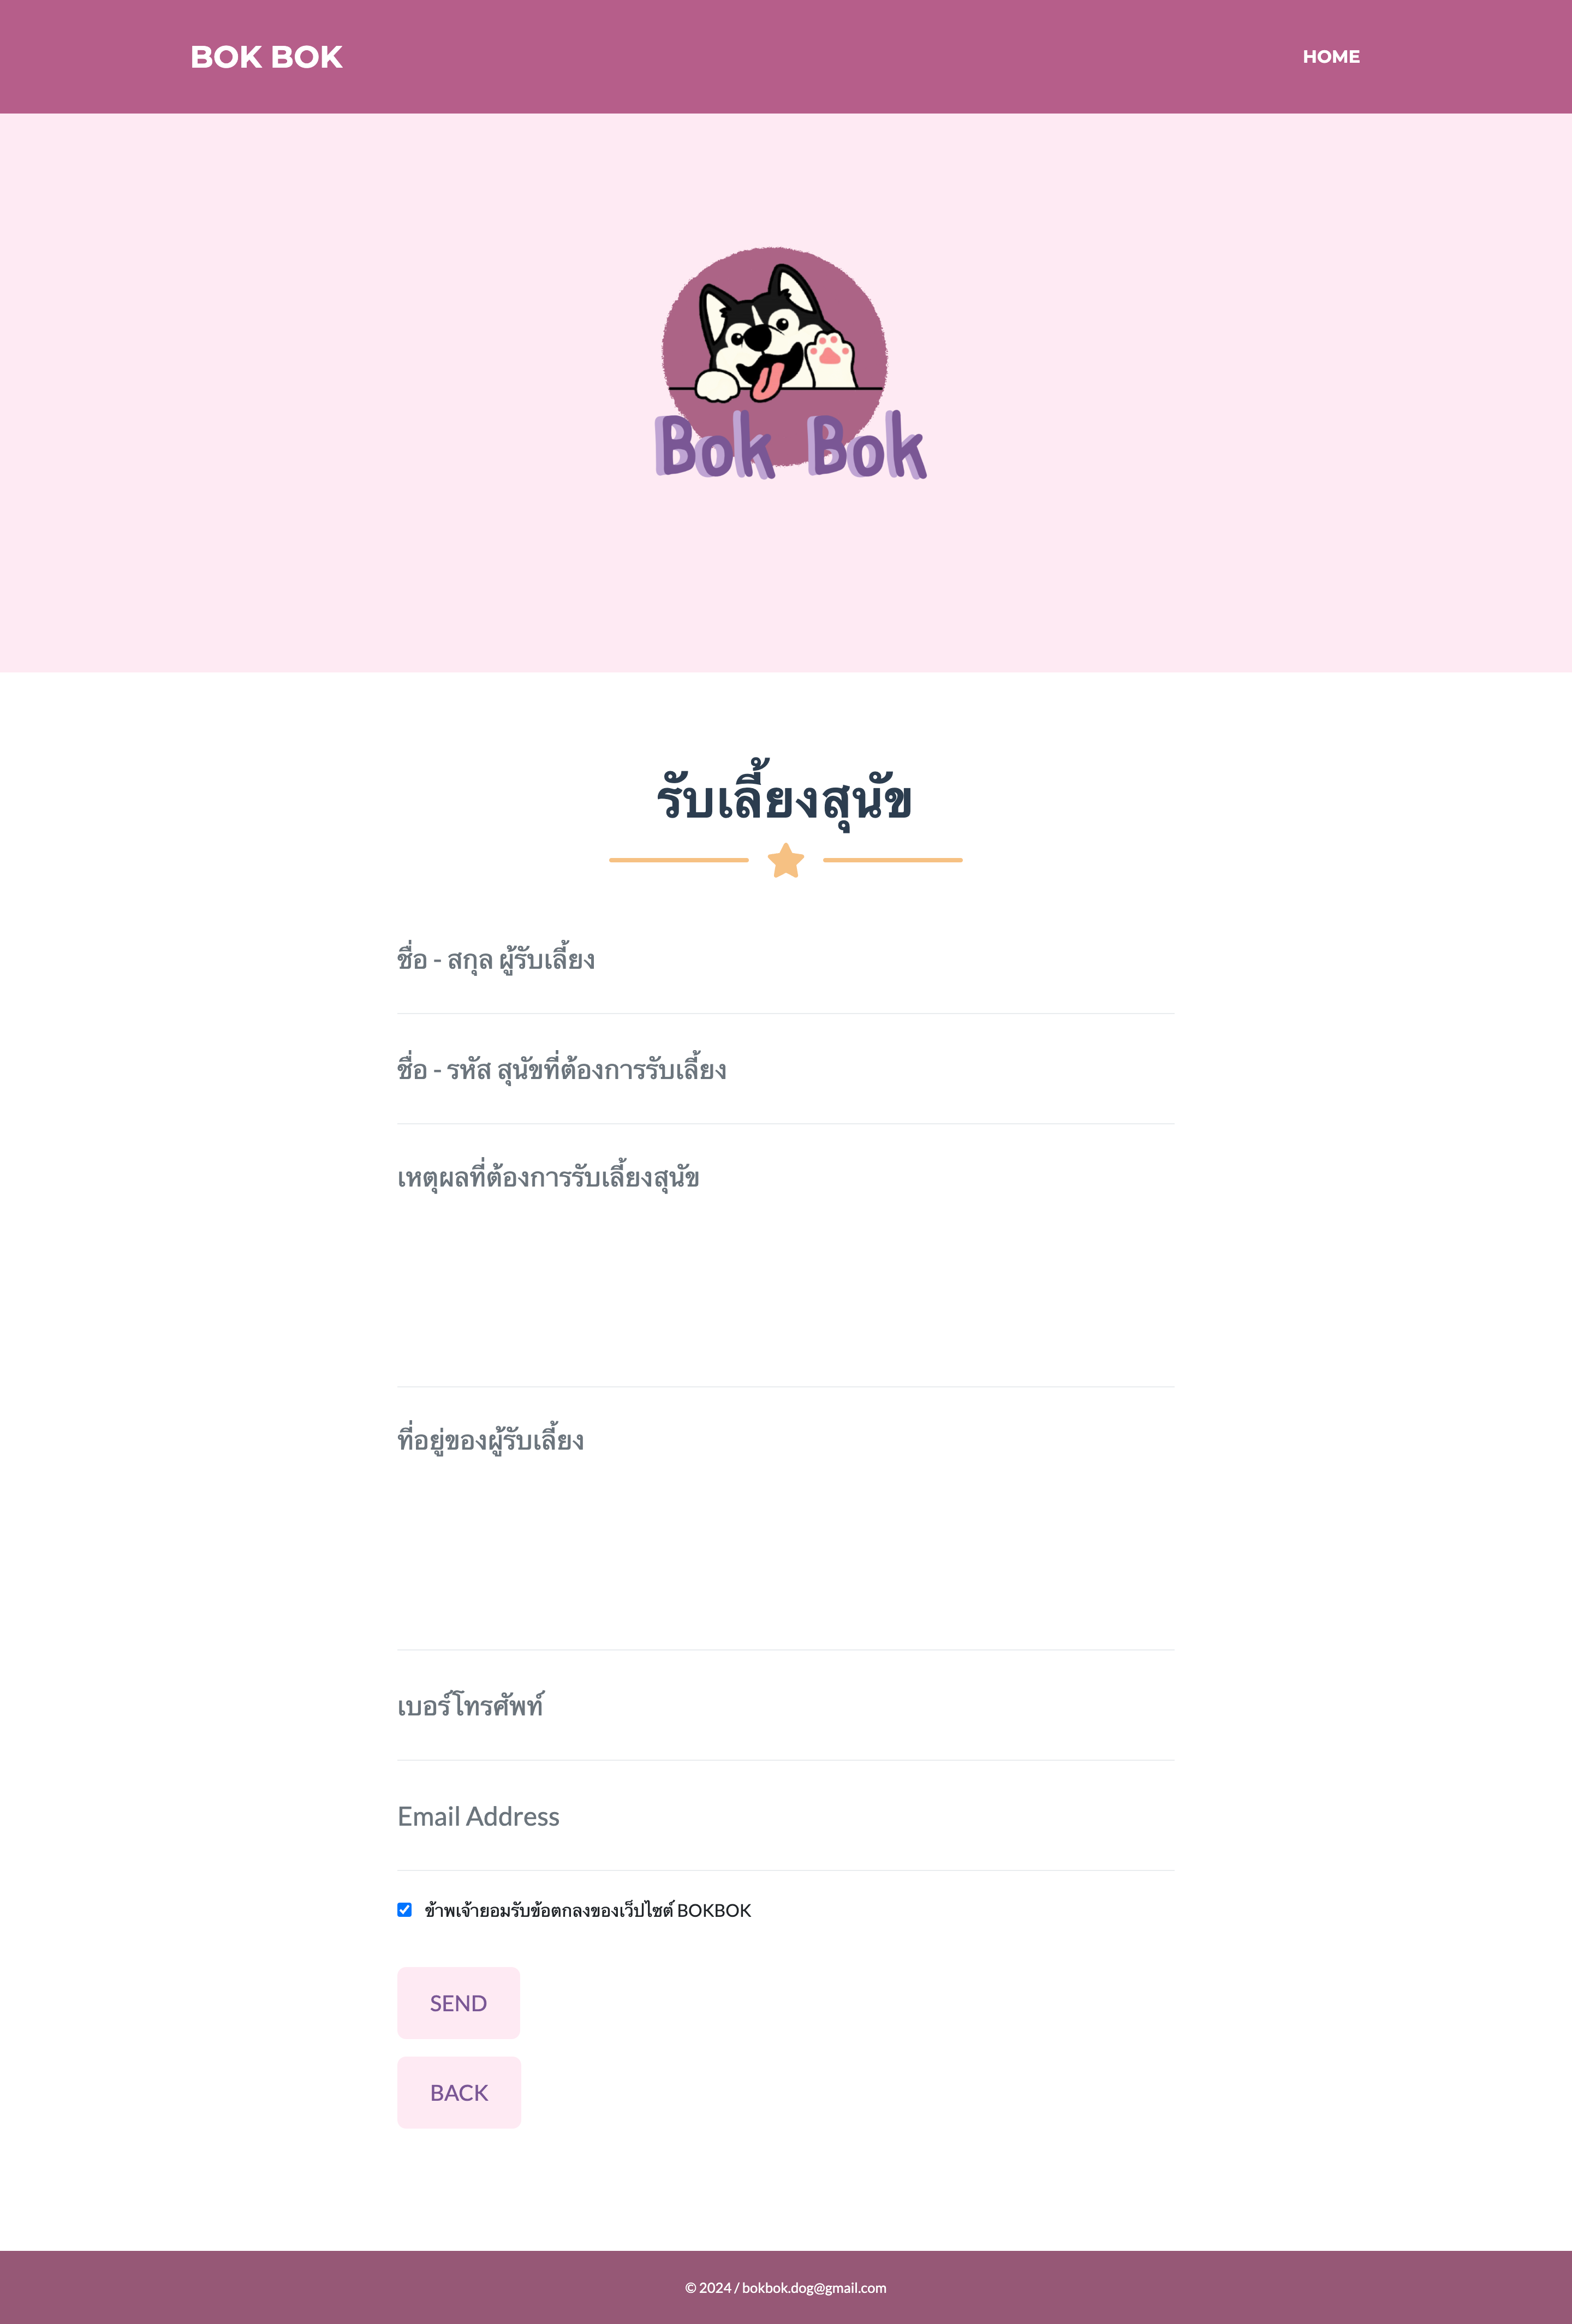 BOK BOK
HOME
Bok Bok
รับเลี้ยงสุนัข
ชื่อ - สกุล ผู้รับเลี้ยง
ชื่อ - รหัส สุนัขที่ต้องการรับเลี้ยง
เหตุผลที่ต้องการรับเลี้ยงสุนัข
ที่อยู่ของผู้รับเลี้ยง
เบอร์โทรศัพท์
Email Address
ข้าพเจ้ายอมรับข้อตกลงของเว็ปไซต์ BOKBOK
SEND
BACK
© 2024 / bokbok.dog@gmail.com